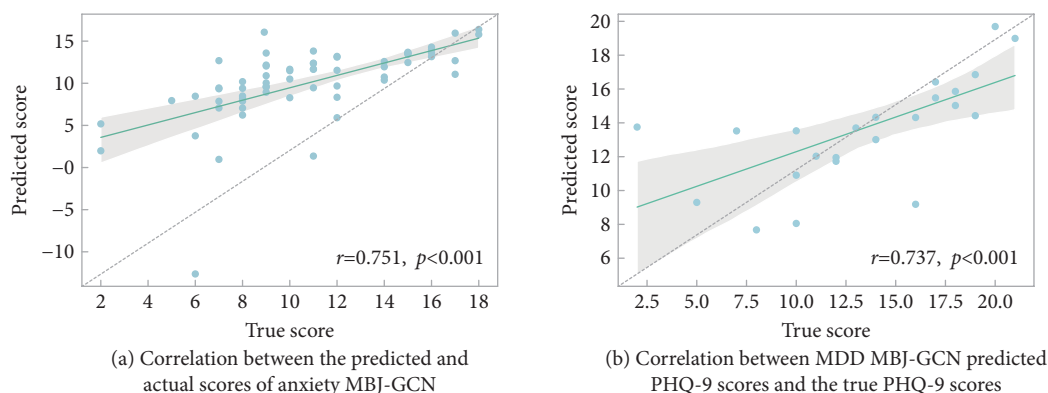 15
10
5
−0
−5
−10
Predicted score
r=0.751, p<0.001
2 4 6 8 10 12 14 16 18
True score
(a) Correlation between the predicted and
actual scores of anxiety MBJ-GCN
20
18
16
14
12
10
8
6
Predicted score
r=0.737, p<0.001
2.5 5.0 7.5 10.0 12.5 15.0 17.5 20.0
True score
(b) Correlation between MDD MBJ-GCN predicted
PHQ-9 scores and the true PHQ-9 scores